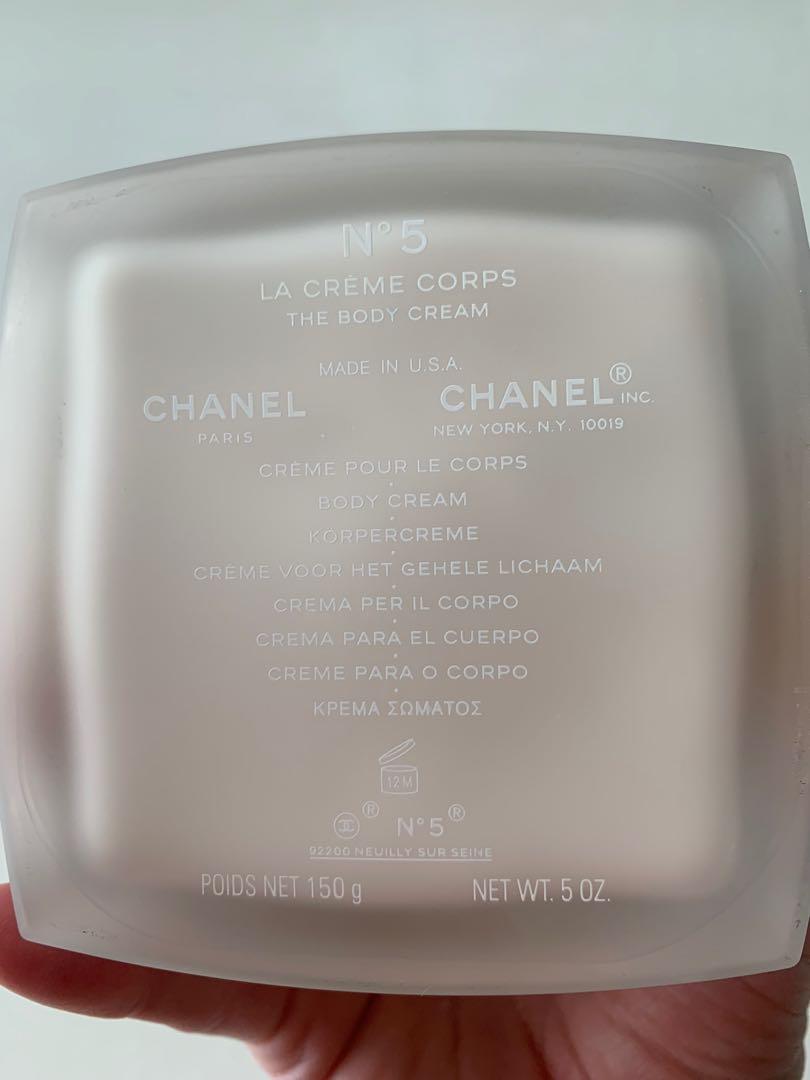 N°5
LA CRÈME CORPS
THE BODY CREAM
MADE IN U.S.A.
CHANEL CHANEL® INC.
PARIS NEW YORK, N.Y. 10019
CRÈME POUR LE CORPS
BODY CREAM
KÖRPERCREME
CRÈME VOOR HET GEHELE LICHAAM
CREMA PER IL CORPO
CREMA PARA EL CUERPO
CREME PARA O CORPO
ΚΡΕΜΑ ΣΩΜΑΤΟΣ
12M
® N°5®
92200 NEUILLY SUR SEINE
POIDS NET 150 g NET WT. 5 OZ.